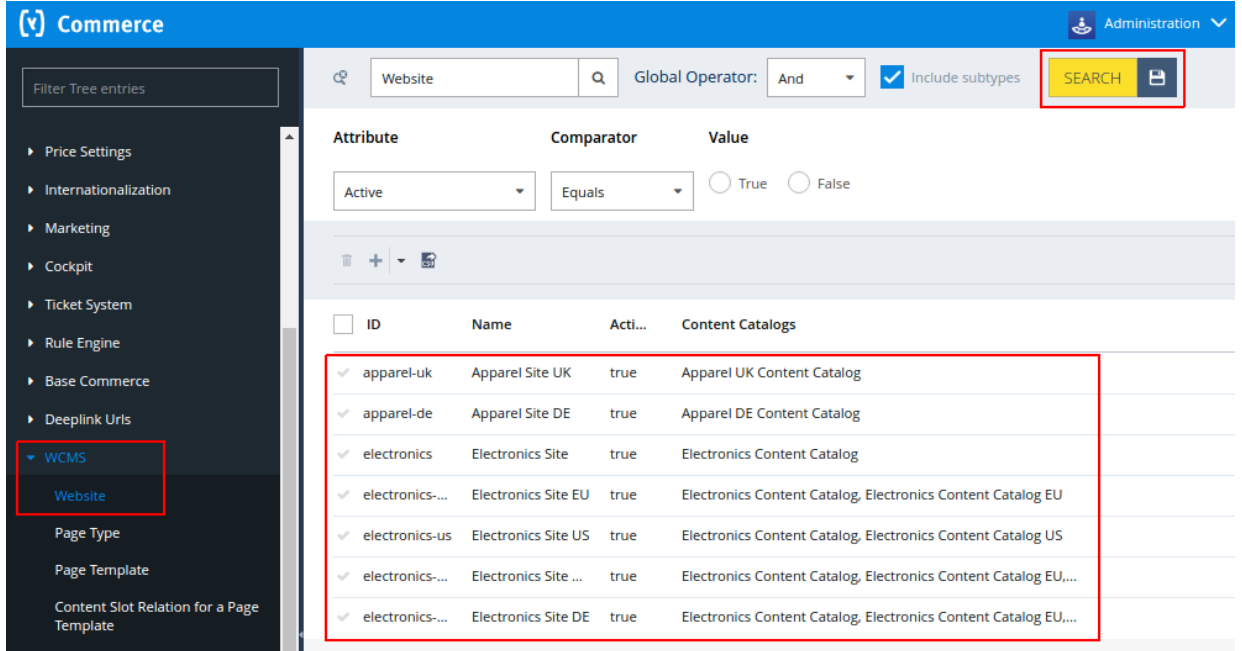 (y) Commerce
Administration
Filter Tree entries
Price Settings
Internationalization
Marketing
Cockpit
Ticket System
Rule Engine
Base Commerce
Deeplink Urls
WCMS
Website
Page Type
Page Template
Content Slot Relation for a Page
Template
Website Global Operator: And Include subtypes SEARCH
Attribute Comparator Value
Active Equals True False
CSV
ID Name Acti... Content Catalogs
apparel-uk Apparel Site UK true Apparel UK Content Catalog
apparel-de Apparel Site DE true Apparel DE Content Catalog
electronics Electronics Site true Electronics Content Catalog
electronics-... Electronics Site EU true Electronics Content Catalog, Electronics Content Catalog EU
electronics-us Electronics Site US true Electronics Content Catalog, Electronics Content Catalog US
electronics-... Electronics Site ... true Electronics Content Catalog, Electronics Content Catalog EU,...
electronics-... Electronics Site DE true Electronics Content Catalog, Electronics Content Catalog EU,...